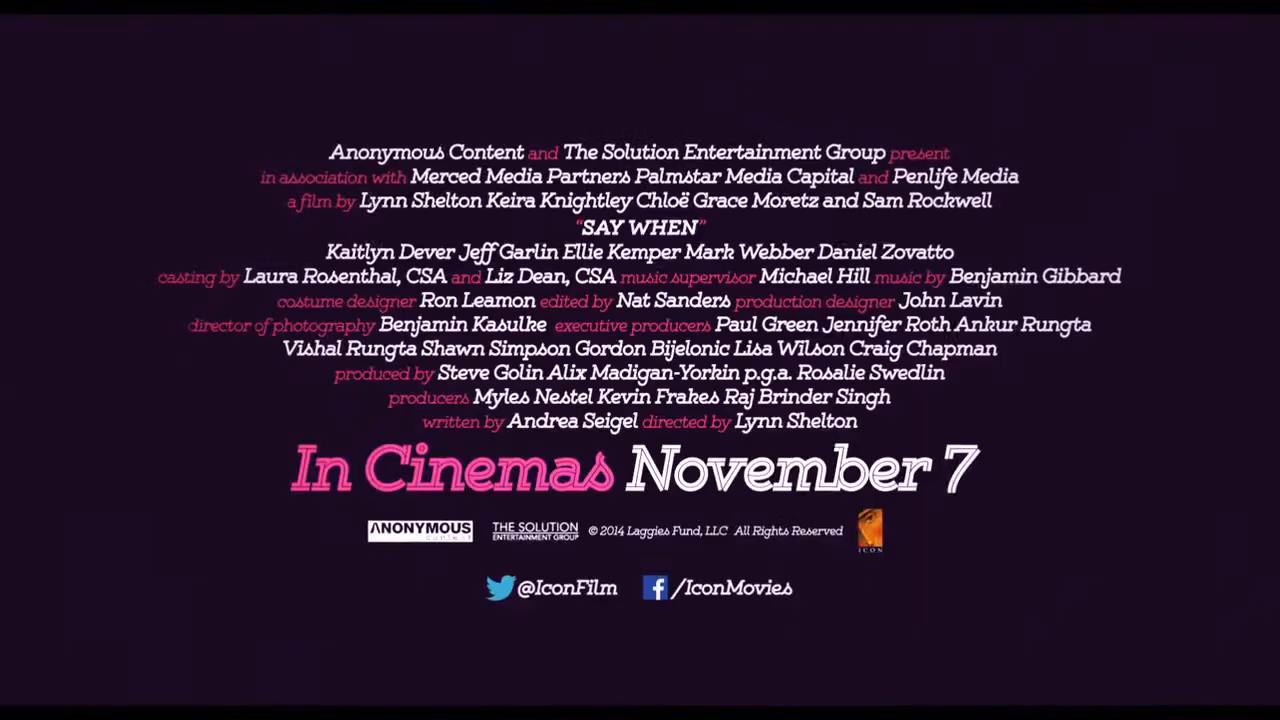 Anonymous Content and The Solution Entertainment Group present
in association with Merced Media Partners Palmstar Media Capital and Penlife Media
a film by Lynn Shelton Keira Knightley Chloë Grace Moretz and Sam Rockwell
“SAY WHEN”
Kaitlyn Dever Jeff Garlin Ellie Kemper Mark Webber Daniel Zovatto
casting by Laura Rosenthal, CSA and Liz Dean, CSA music supervisor Michael Hill music by Benjamin Gibbard
costume designer Ron Leamon edited by Nat Sanders production designer John Lavin
director of photography Benjamin Kasulke executive producers Paul Green Jennifer Roth Ankur Rungta
Vishal Rungta Shawn Simpson Gordon Bijelonic Lisa Wilson Craig Chapman
produced by Steve Golin Alix Madigan-Yorkin p.g.a. Rosalie Swedlin
producers Myles Nestel Kevin Frakes Raj Brinder Singh
written by Andrea Seigel directed by Lynn Shelton
In Cinemas November 7
ANONYMOUS content THE SOLUTION ENTERTAINMENT GROUP © 2014 Laggies Fund, LLC All Rights Reserved ICON
@IconFilm /IconMovies